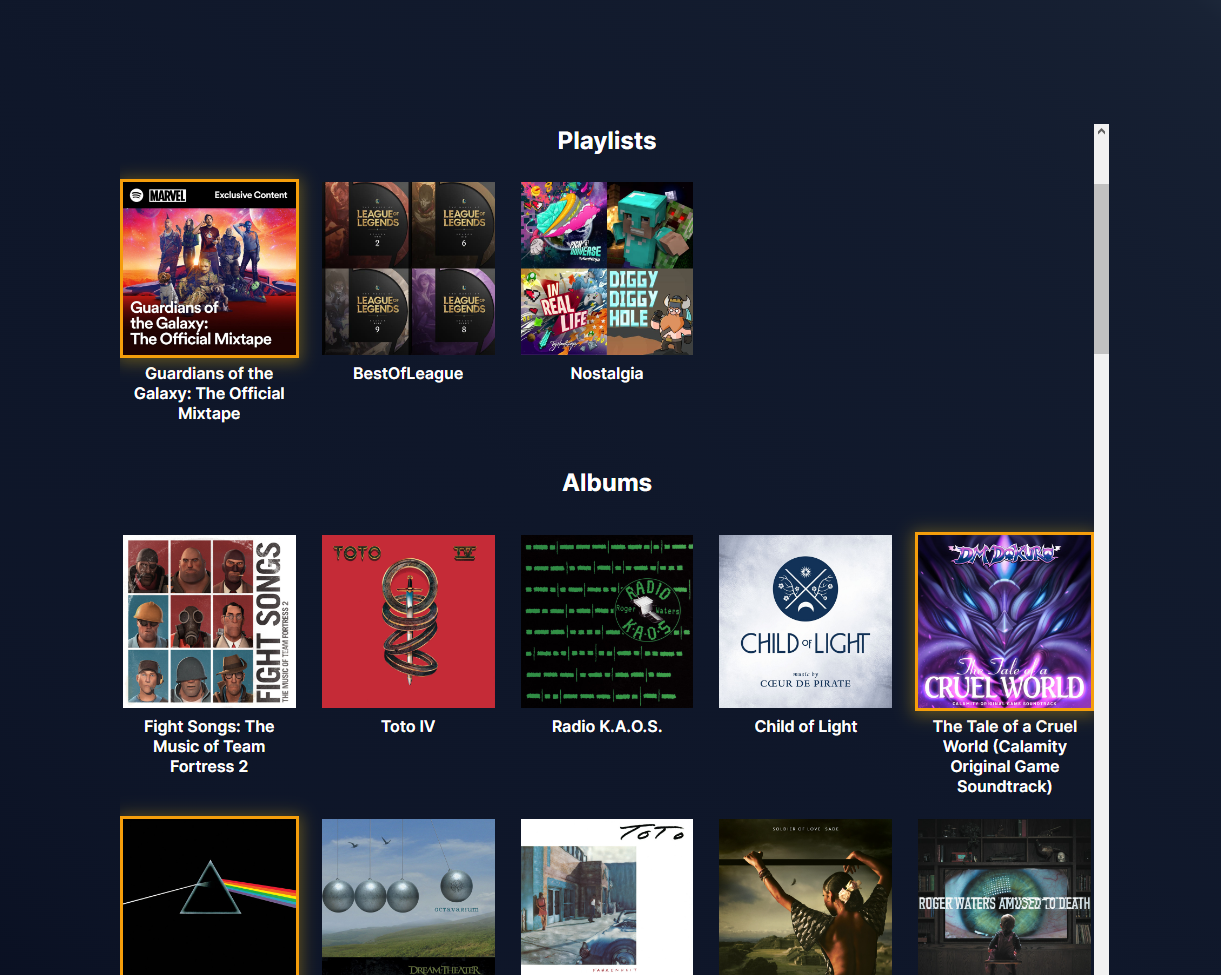 Playlists
MARVEL
Exclusive Content
Guardians of
the Galaxy:
The Official Mixtape
LEAGUE OF
LEGENDS
2
LEAGUE OF
LEGENDS
6
LEAGUE OF
LEGENDS
9
LEAGUE OF
LEGENDS
8
IN
REAL
LIFE
DIGGY
DIGGY
HOLE
Guardians of the
Galaxy: The Official
Mixtape
BestOfLeague
Nostalgia
Albums
FIGHT SONGS
THE MUSIC OF TEAM FORTRESS 2
TOTO
IV
RADIO
Roger Waters
K.A.O.S.
CHILD OF LIGHT
music by
CŒUR DE PIRATE
DM DOKURO
The Tale of a
CRUEL WORLD
CALAMITY ORIGINAL GAME SOUNDTRACK
Fight Songs: The
Music of Team
Fortress 2
Toto IV
Radio K.A.O.S.
Child of Light
The Tale of a Cruel
World (Calamity
Original Game
Soundtrack)
OCTAVARIUM
DREAM THEATER
TOTO
FAHRENHEIT
SOLDIER OF LOVE SADE
ROGER WATERS AMUSED TO DEATH